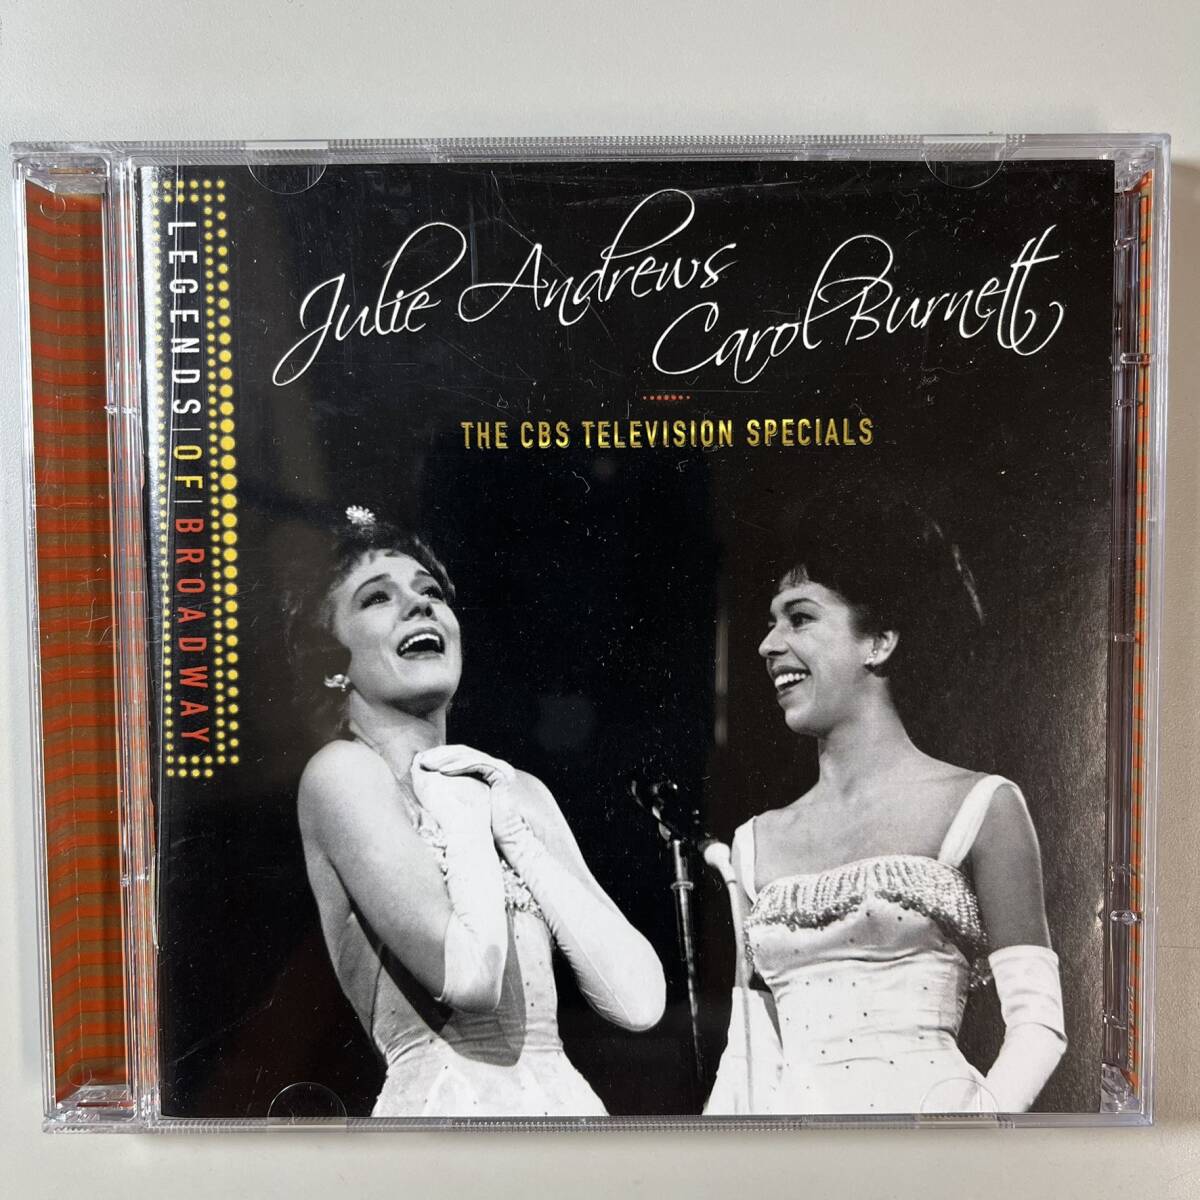 Julie Andrews
Carol Burnett
THE CBS TELEVISION SPECIALS
LEGENDS|OF|BROADWAY